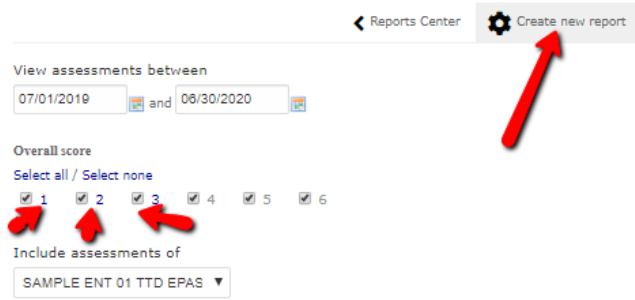 Reports Center Create new report
View assessments between
07/01/2019 and 06/30/2020
Overall score
Select all / Select none
1 2 3 4 5 6
Include assessments of
SAMPLE ENT 01 TTD EPAS